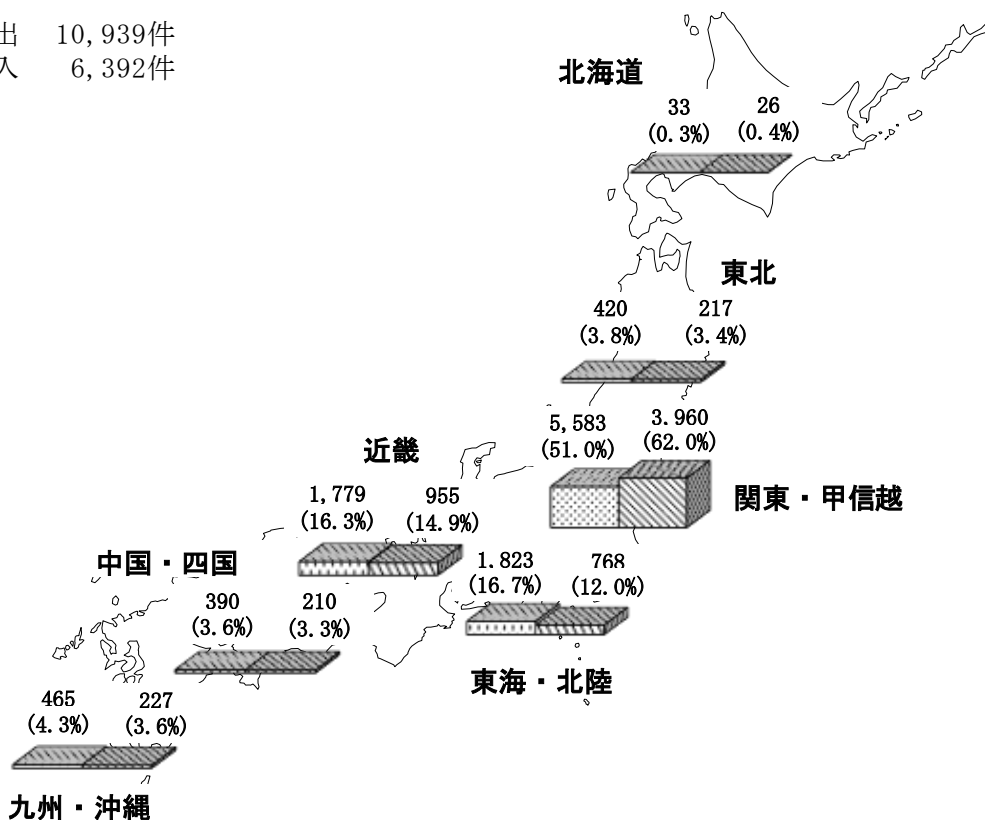 出 10,939件
入 6,392件
北海道
33 26
(0.3%) (0.4%)
東北
420 217
(3.8%) (3.4%)
5,583 3.960
(51.0%) (62.0%)
関東・甲信越
近畿
1,779 955
(16.3%) (14.9%)
中国・四国
1.823 768
(16.7%) (12.0%)
東海・北陸
390 210
(3.6%) (3.3%)
465 227
(4.3%) (3.6%)
九州・沖縄